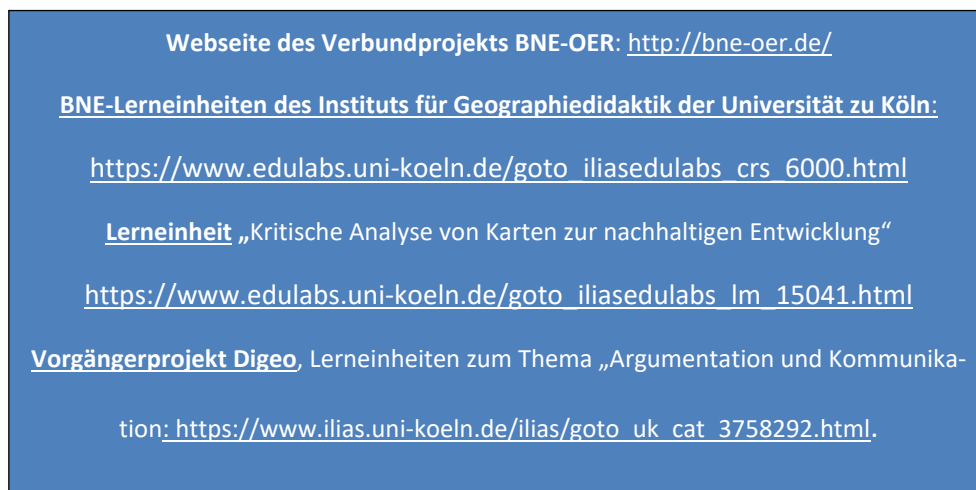 Webseite des Verbundprojekts BNE-OER: http://bne-oer.de/
BNE-Lerneinheiten des Instituts für Geographiedidaktik der Universität zu Köln:
https://www.edulabs.uni-koeln.de/goto_iliasedulabs_crs_6000.html
Lerneinheit „Kritische Analyse von Karten zur nachhaltigen Entwicklung“
https://www.edulabs.uni-koeln.de/goto_iliasedulabs_lm_15041.html
Vorgängerprojekt Digeo, Lerneinheiten zum Thema „Argumentation und Kommunika-
tion: https://www.ilias.uni-koeln.de/ilias/goto_uk_cat_3758292.html.